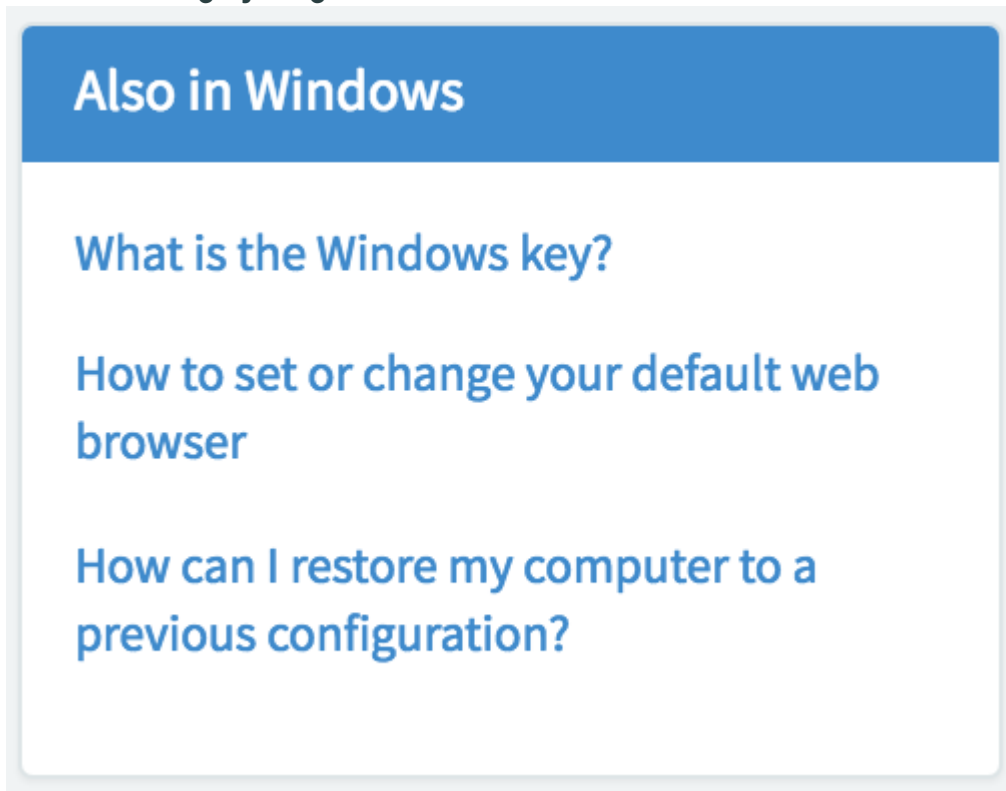 Also in Windows
What is the Windows key?
How to set or change your default web
browser
How can I restore my computer to a
previous configuration?